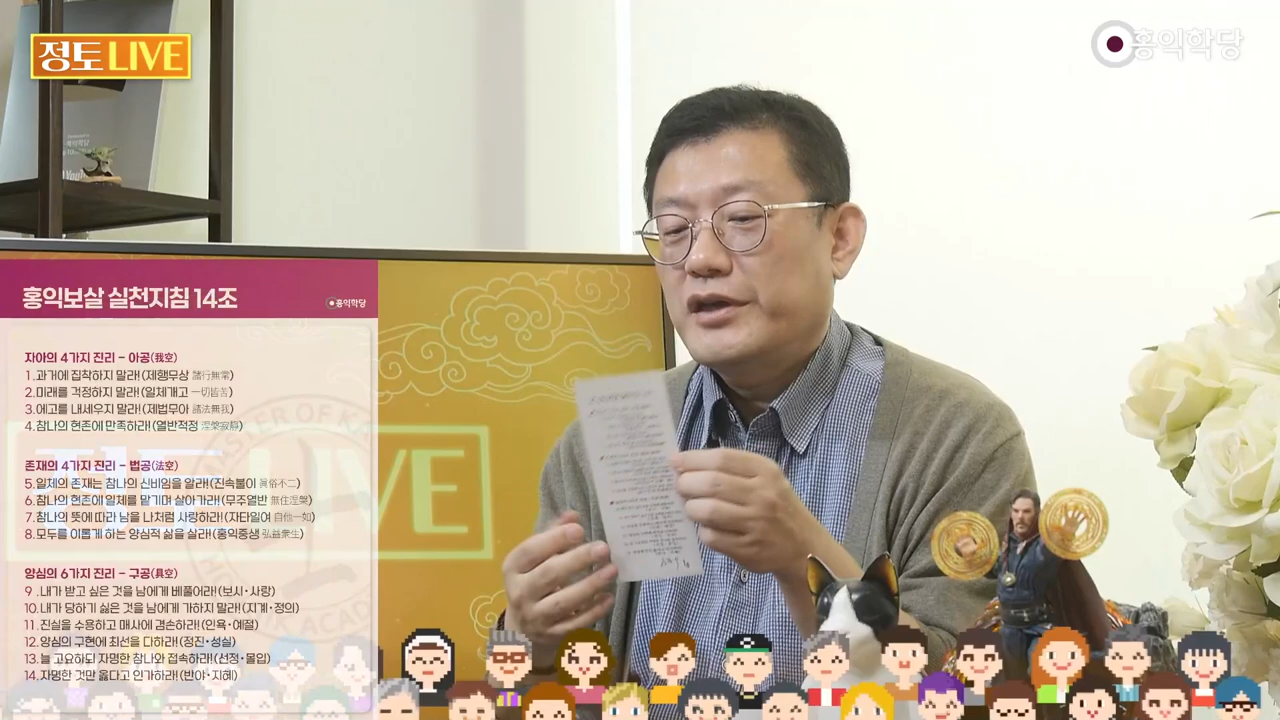 정토 LIVE
홍익학당
홍익보살 실천지침 14조
홍익학당
자아의 4가지 진리 - 아공(我空)
1.과거에 집착하지 말라!(제행무상 諸行無常)
2.미래를 걱정하지 말라!(일체개고 一切皆苦)
3.에고를 내세우지 말라!(제법무아 諸法無我)
4.참나의 현존에 만족하라!(열반적정 涅槃寂靜)
존재의 4가지 진리 - 법공(法空)
5.일체의 존재는 참나의 신비임을 알라!(진속불이 眞俗不二)
6.참나의 현존에 일체를 맡기며 살아가라!(무주열반 無住涅槃)
7.참나의 뜻에 따라 남을 나처럼 사랑하라!(자타일여 自他一如)
8.모두를 이롭게 하는 양심적 삶을 살라!(홍익중생 弘益衆生)
양심의 6가지 진리 - 구공(具空)
9 .내가 받고 싶은 것을 남에게 베풀어라!(보시·사랑)
10.내가 당하기 싫은 것을 남에게 가하지 말라!(지계·정의)
11.진실을 수용하고 매사에 겸손하라!(인욕·예절)
12.양심의 구현에 최선을 다하라!(정진·성실)
13.늘 고요하되 자명한 참나와 접속하라!(선정·몰입)
14.자명한 것만 옳다고 인가하라!(반야·지혜)
LIVE